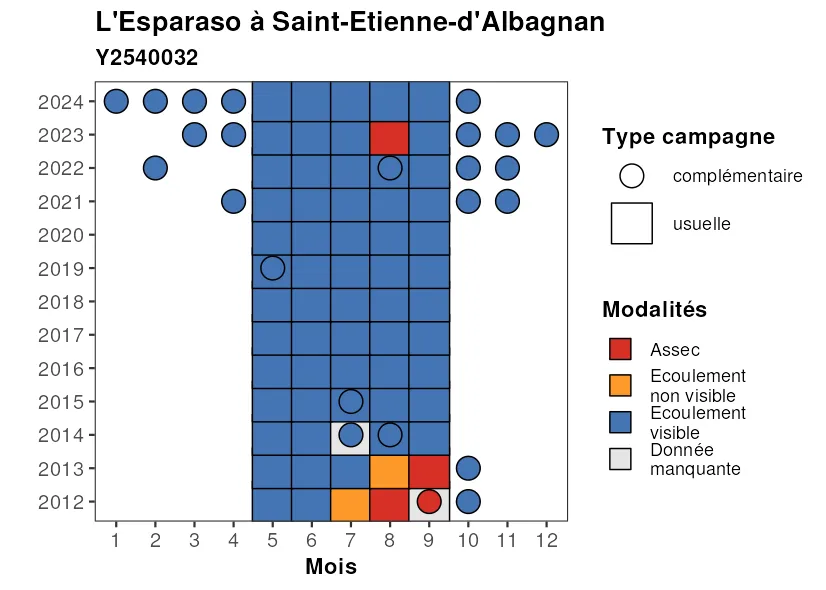 L'Esparaso à Saint-Etienne-d'Albagnan
Y2540032
2024
2023
2022
2021
2020
2019
2018
2017
2016
2015
2014
2013
2012
1 2 3 4 5 6 7 8 9 10 11 12
Mois
Type campagne
complémentaire
usuelle
Modalités
Assec
Ecoulement
non visible
Ecoulement
visible
Donnée
manquante